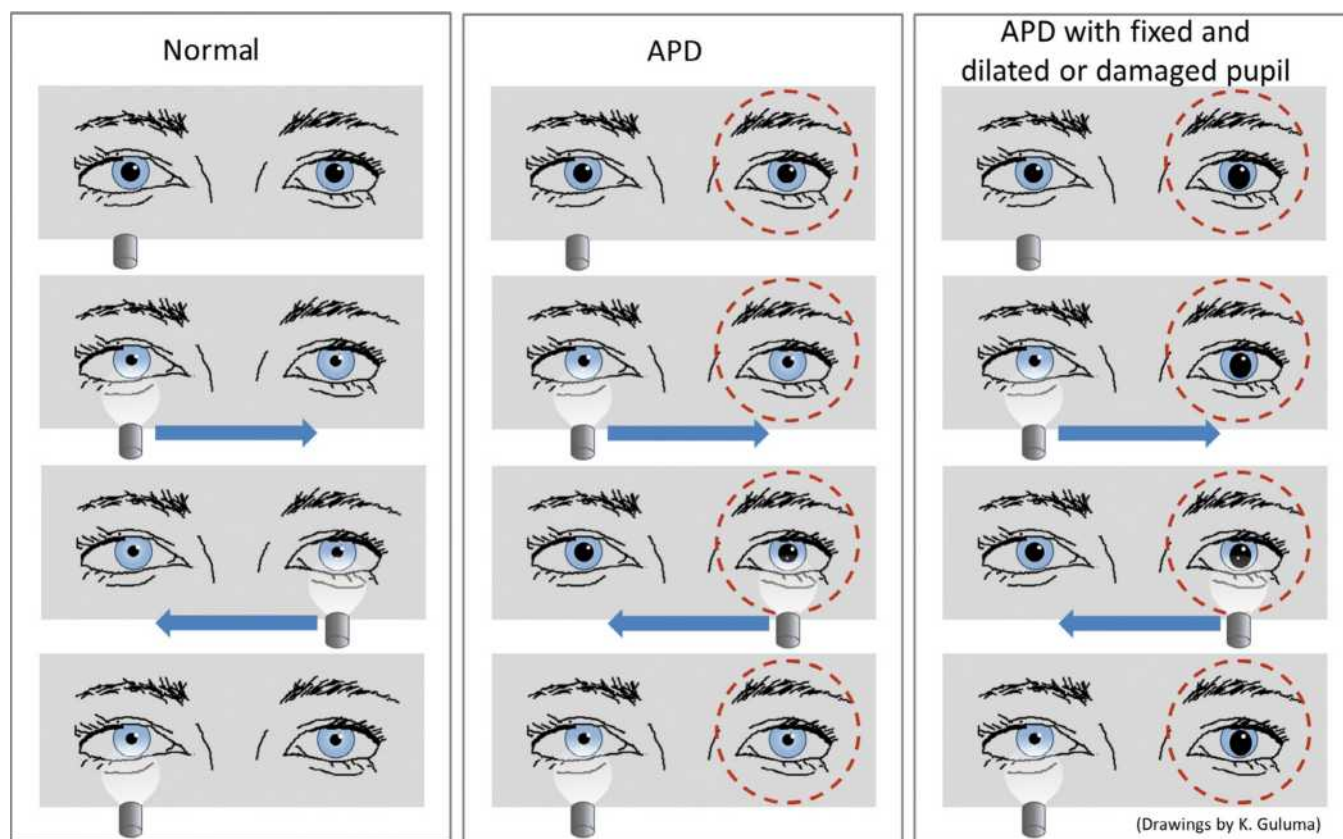 Normal
APD
APD with fixed and
dilated or damaged pupil
(Drawings by K. Guluma)